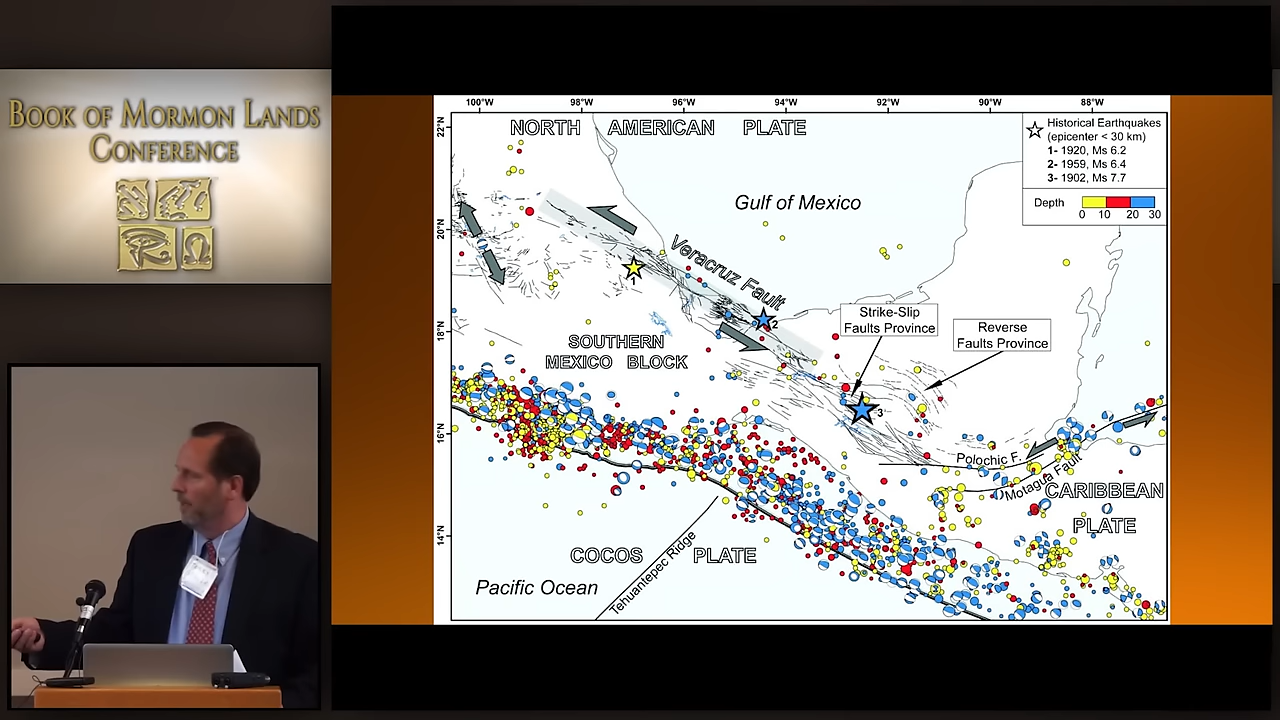 BOOK OF MORMON LANDS
CONFERENCE
100°W 98°W 96°W 94°W 92°W 90°W 88°W
22°N
20°N
18°N
16°N
14°N
NORTH AMERICAN PLATE
Historical Earthquakes
(epicenter < 30 km)
1- 1920, Ms 6.2
2- 1959, Ms 6.4
3- 1902, Ms 7.7
Depth
0 10 20 30
Gulf of Mexico
Veracruz Fault
1
2
3
Strike-Slip
Faults Province
Reverse
Faults Province
SOUTHERN
MEXICO BLOCK
Polochic F.
Motagua Fault
CARIBBEAN
PLATE
COCOS PLATE
Tehuantepec Ridge
Pacific Ocean